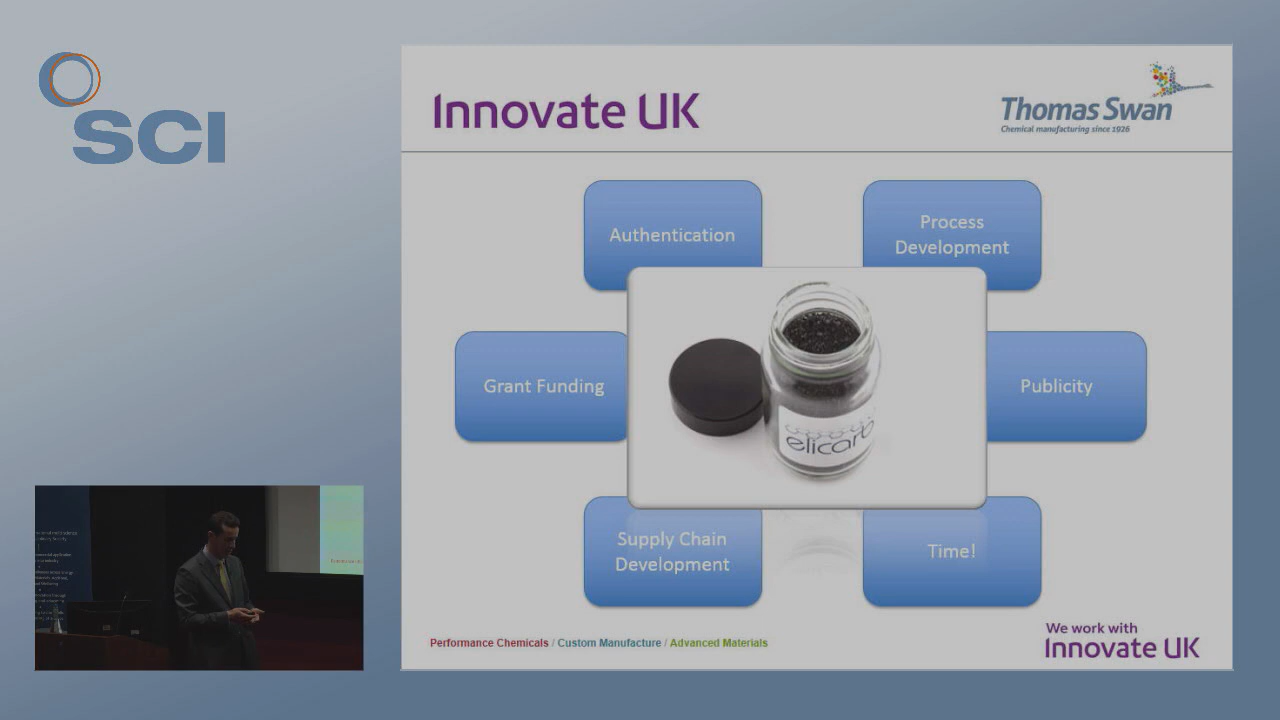 SCI
Innovate UK
Thomas Swan
Chemical manufacturing since 1926
Authentication
Process
Development
Grant Funding
elicarb
Publicity
Supply Chain
Development
Time!
Performance Chemicals / Custom Manufacture / Advanced Materials
We work with
Innovate UK